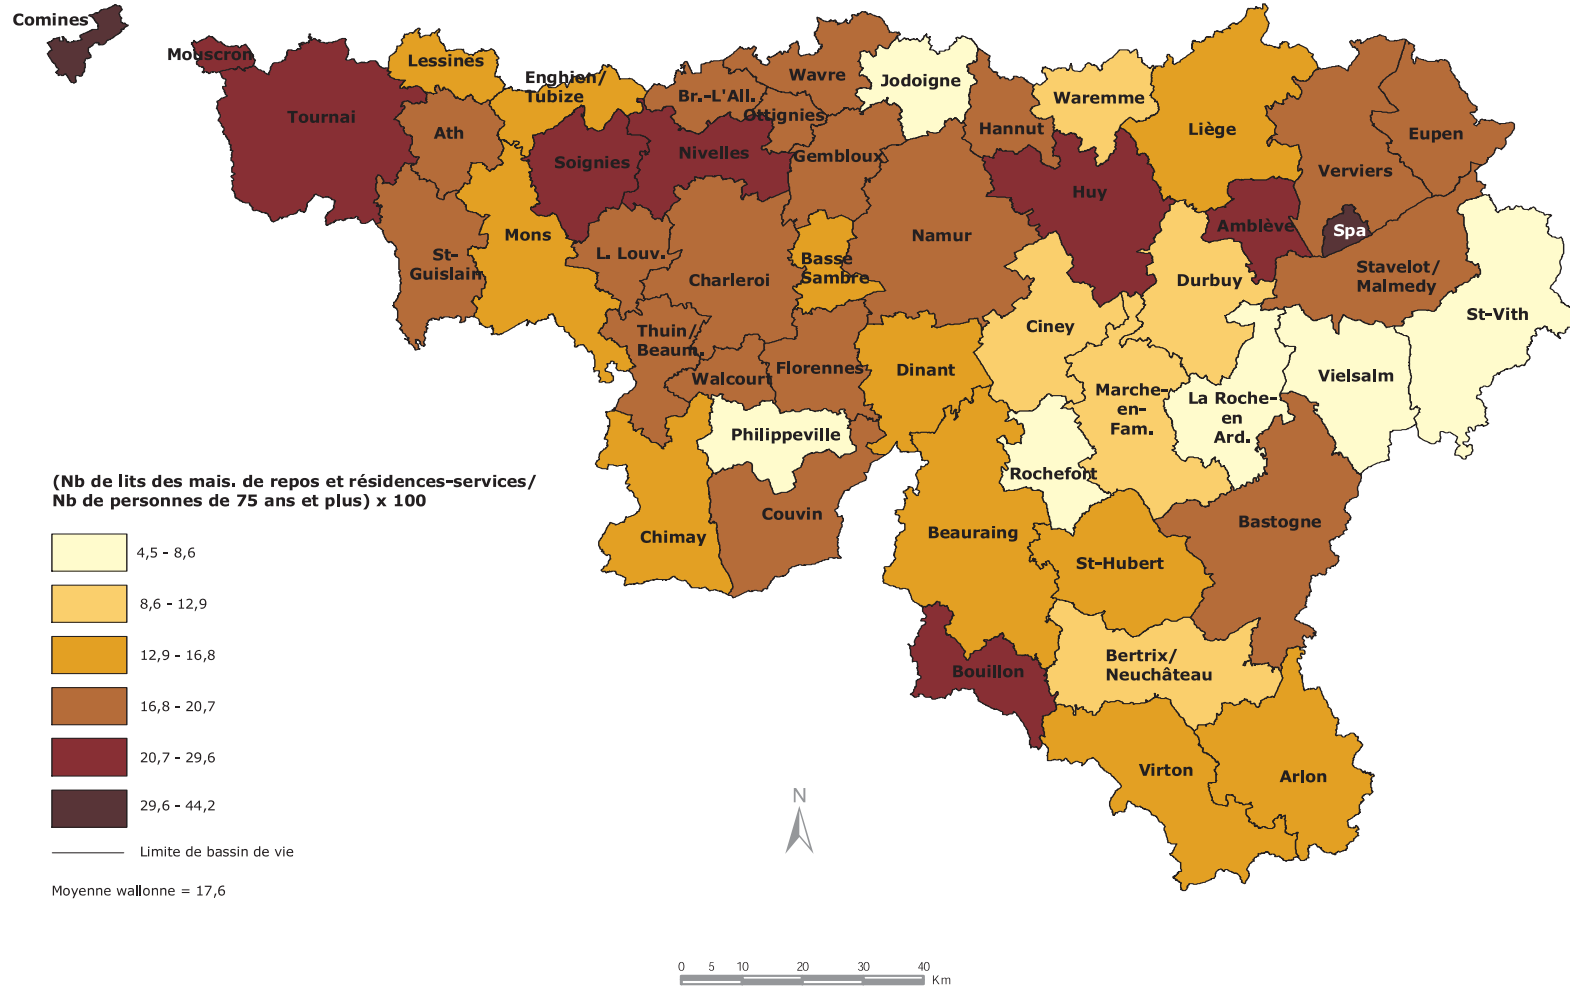 Comines
Mouscron
Tournai
Lessines
Ath
Enghien/
Tubize
Soignies
Mons
St-
Guislain
Br.-L'All.
Wavre
Ottignies
Nivelles
Jodoigne
Gembloux
Hannut
Waremme
Liège
Verviers
Eupen
Huy
Amblève
Spa
Stavelot/
Malmedy
St-Vith
L. Louv.
Charleroi
Basse
Sambre
Namur
Durbuy
Ciney
Thuin/
Beaum.
Walcourt
Florennes
Dinant
Marche-
en-
Fam.
La Roche-
en
Ard.
Vielsalm
Philippeville
Rochefort
Couvin
Chimay
Beauraing
St-Hubert
Bastogne
Bouillon
Bertrix/
Neuchâteau
Virton
Arlon
(Nb de lits des mais. de repos et résidences-services/
Nb de personnes de 75 ans et plus) x 100
4,5 - 8,6
8,6 - 12,9
12,9 - 16,8
16,8 - 20,7
20,7 - 29,6
29,6 - 44,2
Limite de bassin de vie
Moyenne wallonne = 17,6
N
0 5 10 20 30 40
Km